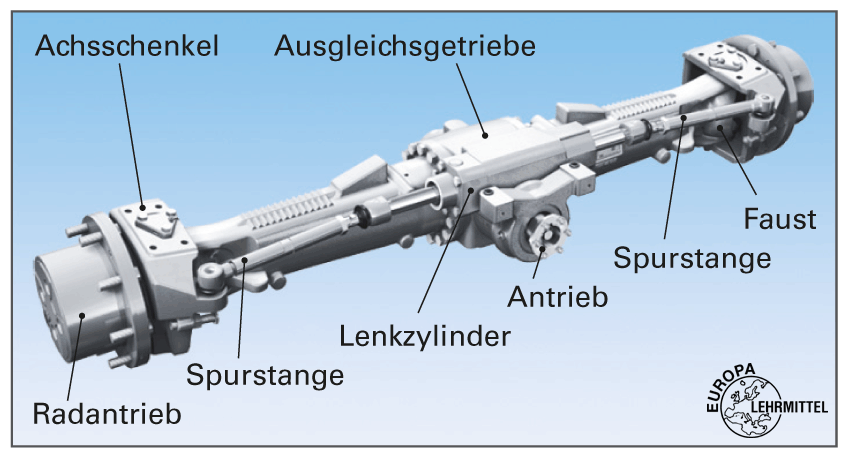 Achsschenkel
Ausgleichsgetriebe
Faust
Spurstange
Antrieb
Lenkzylinder
Spurstange
Radantrieb
EUROPA
LEHRMITTEL